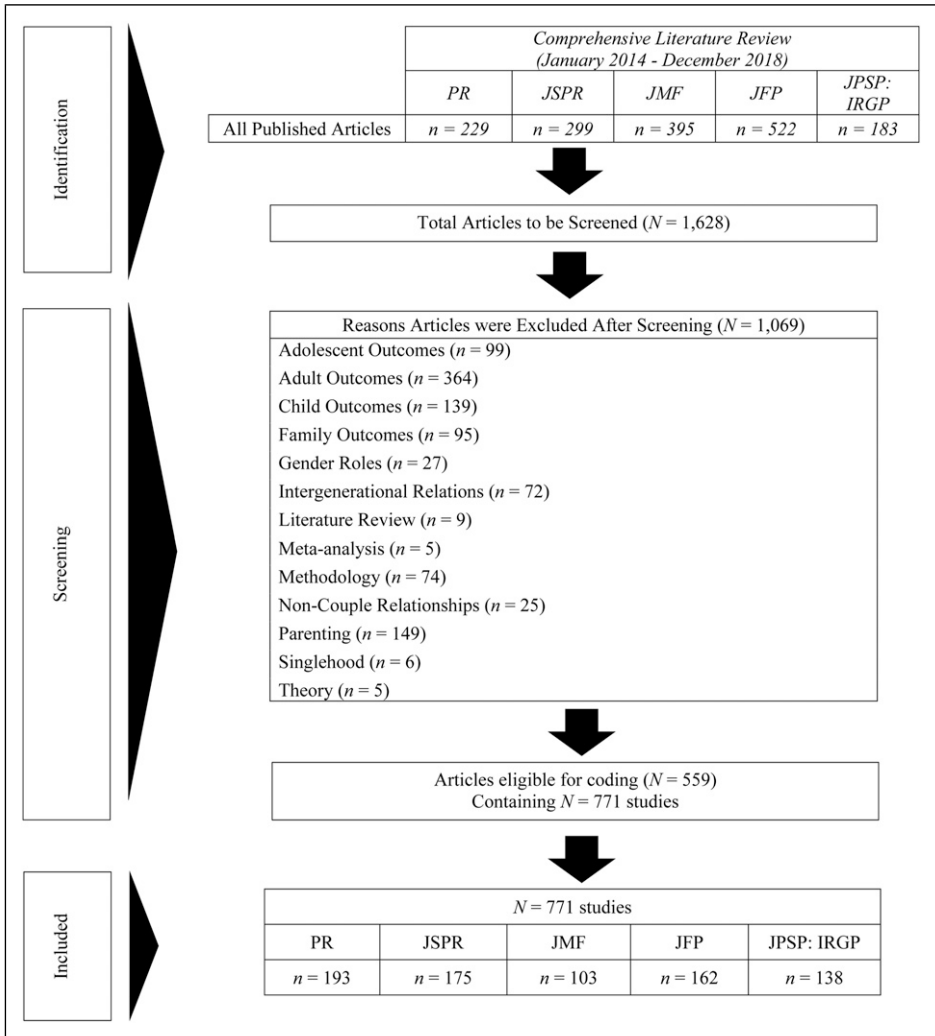 Identification
Comprehensive Literature Review
(January 2014 - December 2018)
PR JSPR JMF JFP JPSP:
IRGP
All Published Articles n = 229 n = 299 n = 395 n = 522 n = 183
Total Articles to be Screened (N = 1,628)
Screening
Reasons Articles were Excluded After Screening (N = 1,069)
Adolescent Outcomes (n = 99)
Adult Outcomes (n = 364)
Child Outcomes (n = 139)
Family Outcomes (n = 95)
Gender Roles (n = 27)
Intergenerational Relations (n = 72)
Literature Review (n = 9)
Meta-analysis (n = 5)
Methodology (n = 74)
Non-Couple Relationships (n = 25)
Parenting (n = 149)
Singlehood (n = 6)
Theory (n = 5)
Articles eligible for coding (N = 559)
Containing N = 771 studies
Included
N = 771 studies
PR JSPR JMF JFP JPSP: IRGP
n = 193 n = 175 n = 103 n = 162 n = 138